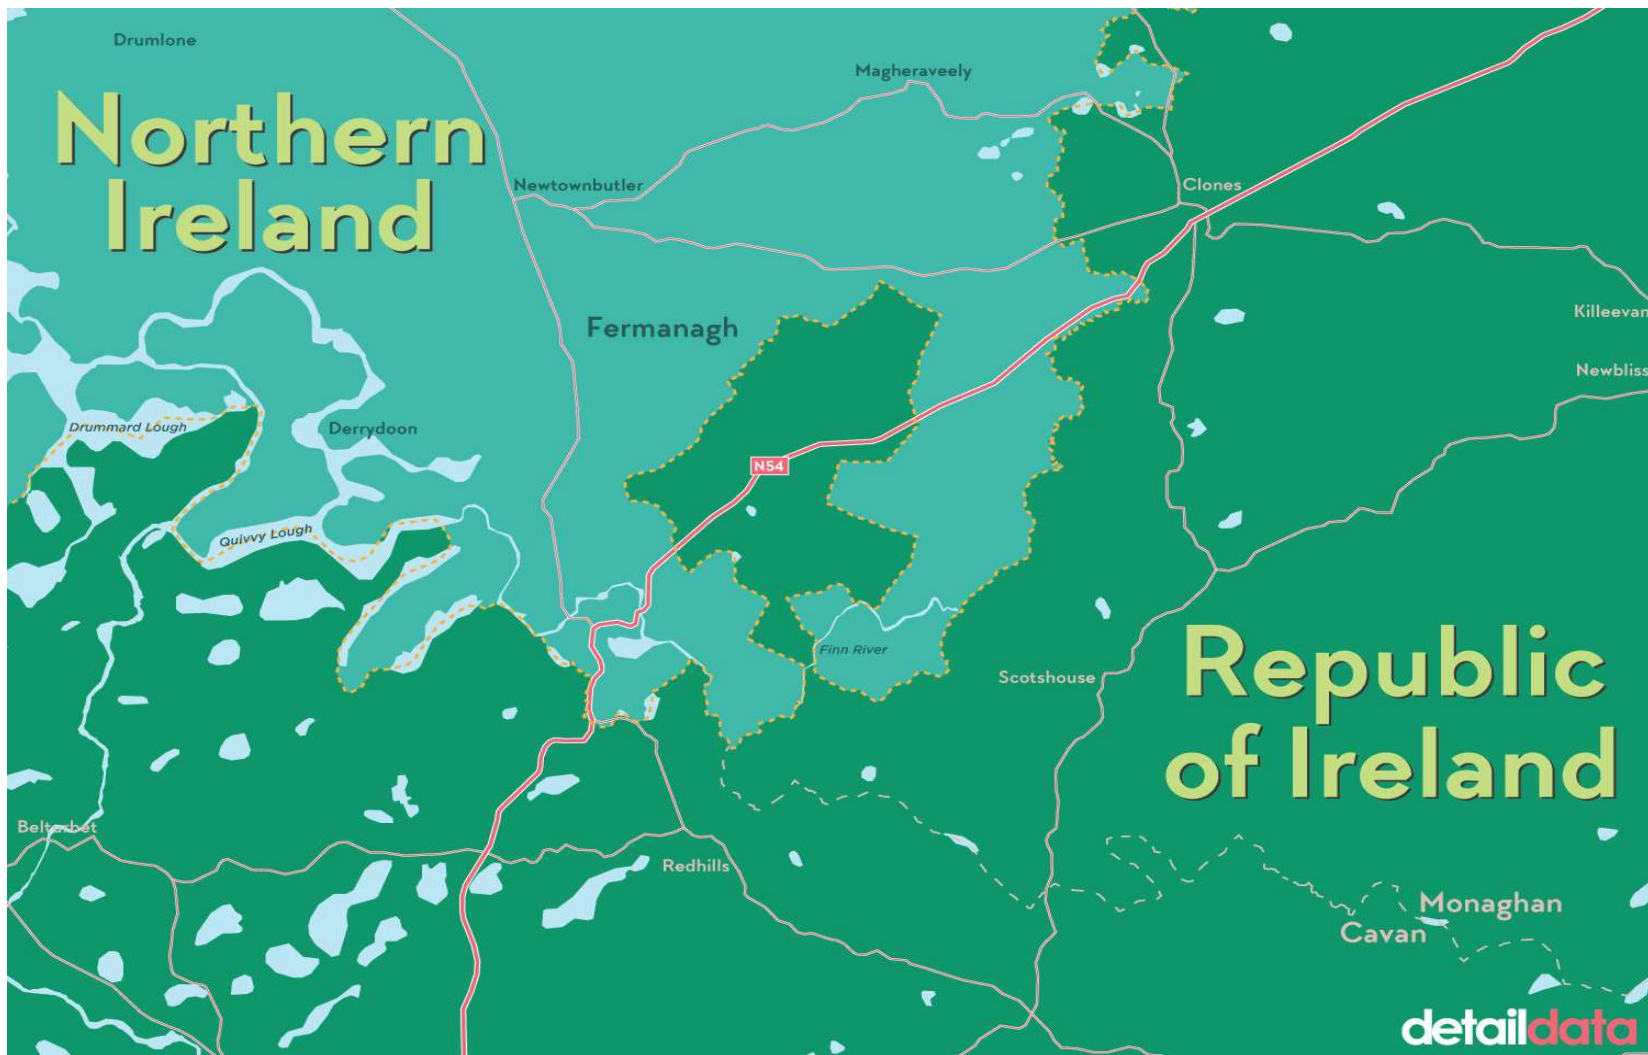 Drumlone
Magheraveely
Northern
Ireland
Newtownbutler
Clones
Fermanagh
Killeevan
Newbliss
Drummard Lough
Derrydoon
N54
Quivvy Lough
Finn River
Scotshouse
Republic
of Ireland
Belturbet
Redhills
Monaghan
Cavan
detaildata